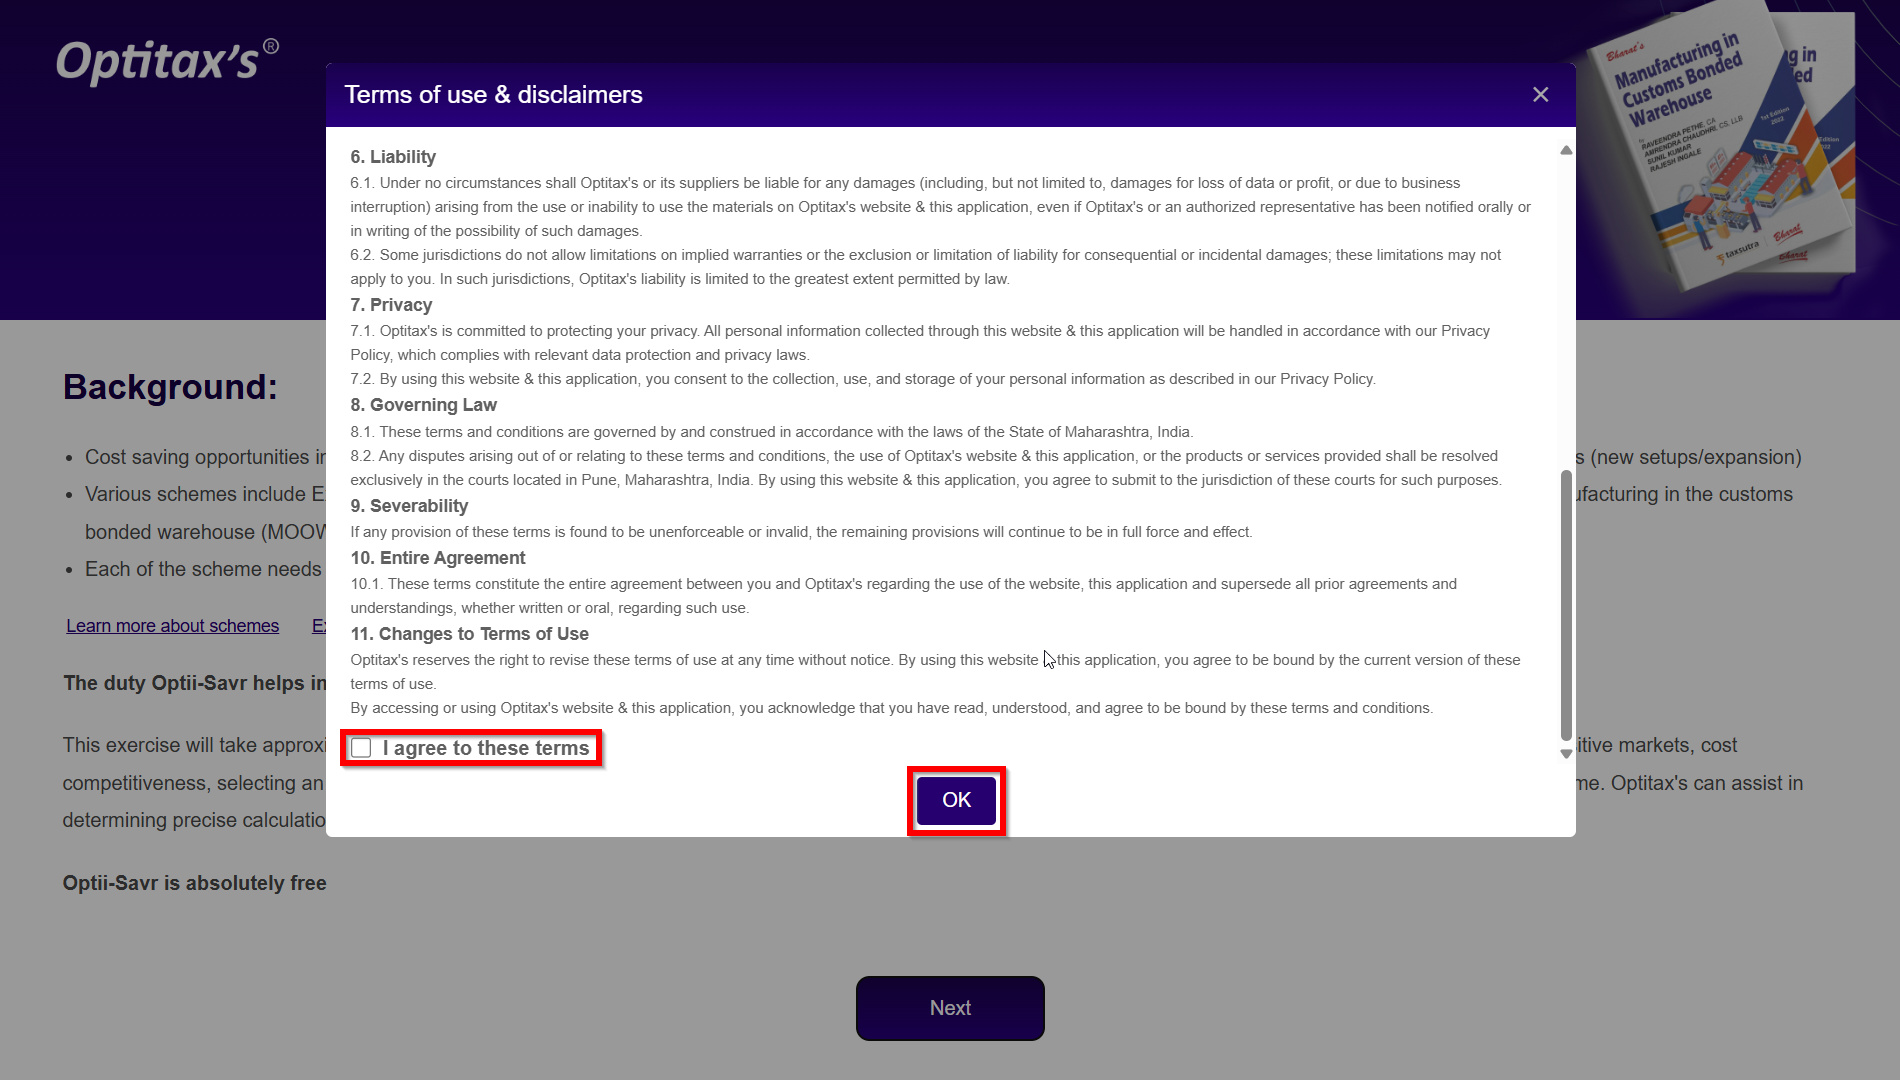 Optitax's®
Terms of use & disclaimers
6. Liability
6.1. Under no circumstances shall Optitax's or its suppliers be liable for any damages (including, but not limited to, damages for loss of data or profit, or due to business
interruption) arising from the use or inability to use the materials on Optitax's website & this application, even if Optitax's or an authorized representative has been notified orally or
in writing of the possibility of such damages.
6.2. Some jurisdictions do not allow limitations on implied warranties or the exclusion or limitation of liability for consequential or incidental damages; these limitations may not
apply to you. In such jurisdictions, Optitax's liability is limited to the greatest extent permitted by law.
7. Privacy
7.1. Optitax's is committed to protecting your privacy. All personal information collected through this website & this application will be handled in accordance with our Privacy
Policy, which complies with relevant data protection and privacy laws.
7.2. By using this website & this application, you consent to the collection, use, and storage of your personal information as described in our Privacy Policy.
8. Governing Law
8.1. These terms and conditions are governed by and construed in accordance with the laws of the State of Maharashtra, India.
8.2. Any disputes arising out of or relating to these terms and conditions, the use of Optitax's website & this application, or the products or services provided shall be resolved
exclusively in the courts located in Pune, Maharashtra, India. By using this website & this application, you agree to submit to the jurisdiction of these courts for such purposes.
9. Severability
If any provision of these terms is found to be unenforceable or invalid, the remaining provisions will continue to be in full force and effect.
10. Entire Agreement
10.1. These terms constitute the entire agreement between you and Optitax's regarding the use of the website, this application and supersede all prior agreements and
understandings, whether written or oral, regarding such use.
11. Changes to Terms of Use
Optitax's reserves the right to revise these terms of use at any time without notice. By using this website this application, you agree to be bound by the current version of these
terms of use.
By accessing or using Optitax's website & this application, you acknowledge that you have read, understood, and agree to be bound by these terms and conditions.
I agree to these terms
OK
Bharat's
Manufacturing in
Customs Bonded
Warehouse
1st Edition
2022
by
RAVEENDRA PETHE, CA
AMRENDRA CHAUDHRI, CS, LLB
SUNIL KUMAR
RAJESH INGALE
taxsutra
Bharat
g in
ed
Edition
Bharat
Background:
Cost saving opportunities in
s (new setups/expansion)
Various schemes include E
ufacturing in the customs
bonded warehouse (MOOW
Each of the scheme needs
Learn more about schemes
Ex
The duty Optii-Savr helps in
This exercise will take approxi
itive markets, cost
competitiveness, selecting an
me. Optitax's can assist in
determining precise calculatio
Optii-Savr is absolutely free
Next